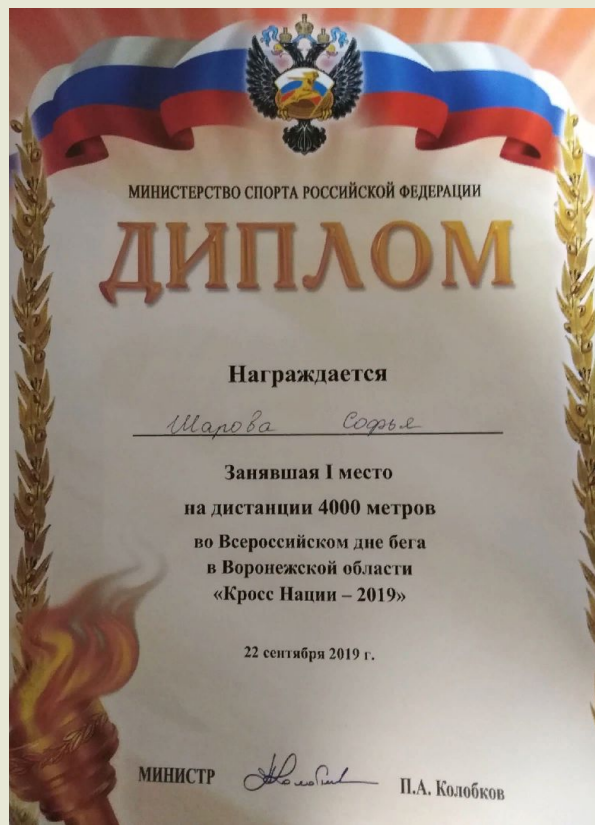 МИНИСТЕРСТВО СПОРТА РОССИЙСКОЙ ФЕДЕРАЦИИ
ДИПЛОМ
Награждается
Шарова Софья
Занявшая I место
на дистанции 4000 метров
во Всероссийском дне бега
в Воронежской области
«Кросс Нации – 2019»
22 сентября 2019 г.
МИНИСТР П.А. Колобков